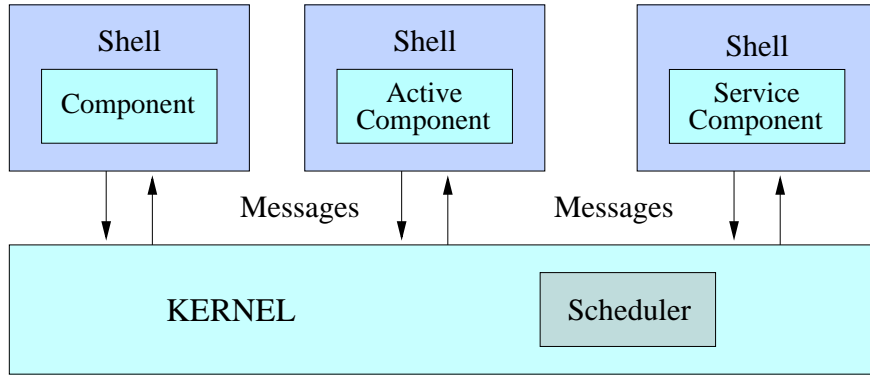 Shell
Component
Shell
Active
Component
Shell
Service
Component
Messages
Messages
KERNEL
Scheduler